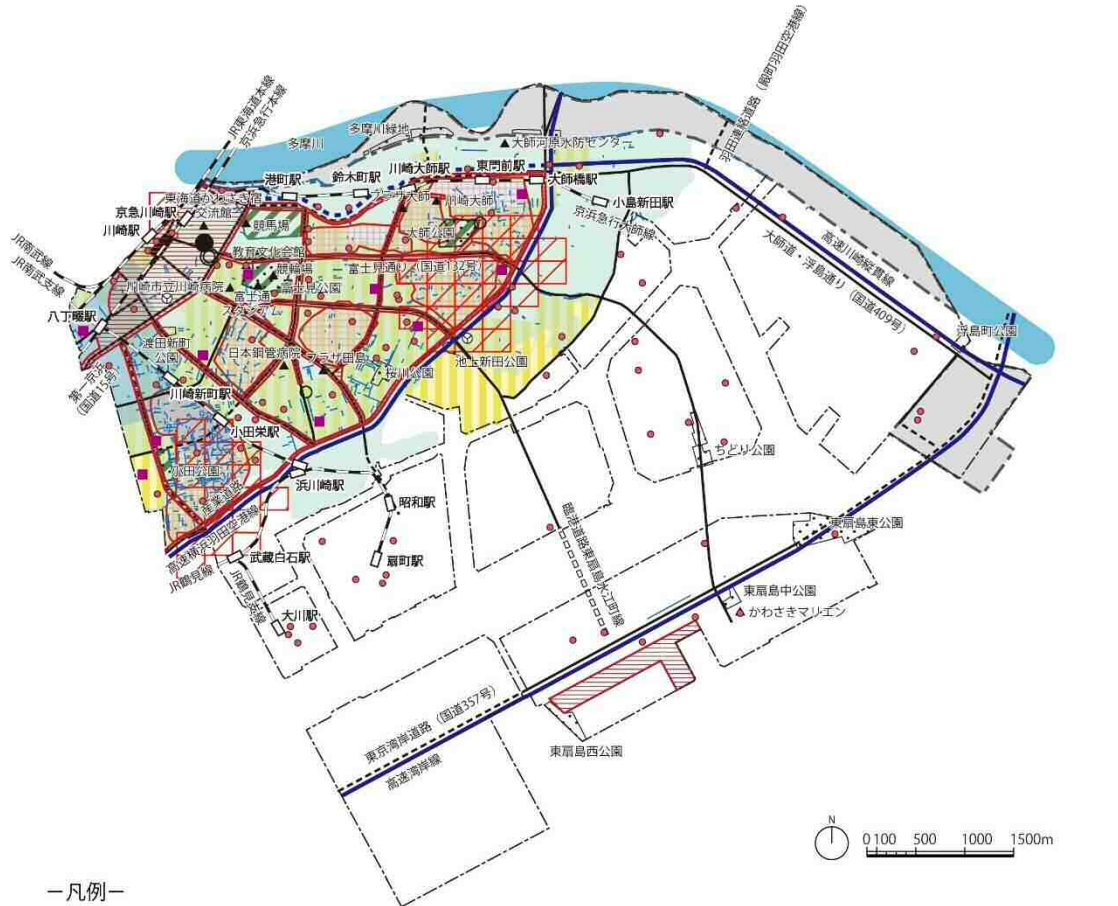 JR東海道本線
京浜急行本線
羽田連絡道路（殿町羽田空港線）
多摩川
多摩川緑地
大師河原水防センター
川崎大師駅
東門前駅
大師橋駅
港町駅
鈴木町駅
プラザ大師
川崎大師
小島新田駅
京浜急行大師線
東海道かわさき宿
交流館
京急川崎駅
川崎駅
競馬場
大師公園
JR南武線
JR南武支線
教育文化会館
競輪場
富士見通り（国道132号）
川崎市立川崎病院
富士見公園
富士通
スタジアム
大師道・浮島通り（国道409号）
高速川崎縦貫線
浮島町公園
八丁畷駅
渡田新町
公園
日本鋼管病院
プラザ田島
桜川公園
池上新田公園
第一京浜
（国道15号）
川崎新町駅
小田栄駅
小田公園
産業道路
浜川崎駅
昭和駅
ちどり公園
高速横浜羽田空港線
JR鶴見線
武蔵白石駅
扇町駅
JR鶴見支線
大川駅
臨港道路東扇島水江町線
東扇島東公園
東扇島中公園
かわさきマリエン
東京湾岸道路（国道357号）
高速湾岸線
東扇島西公園
N
0 100 500 1000 1500m
－凡例－